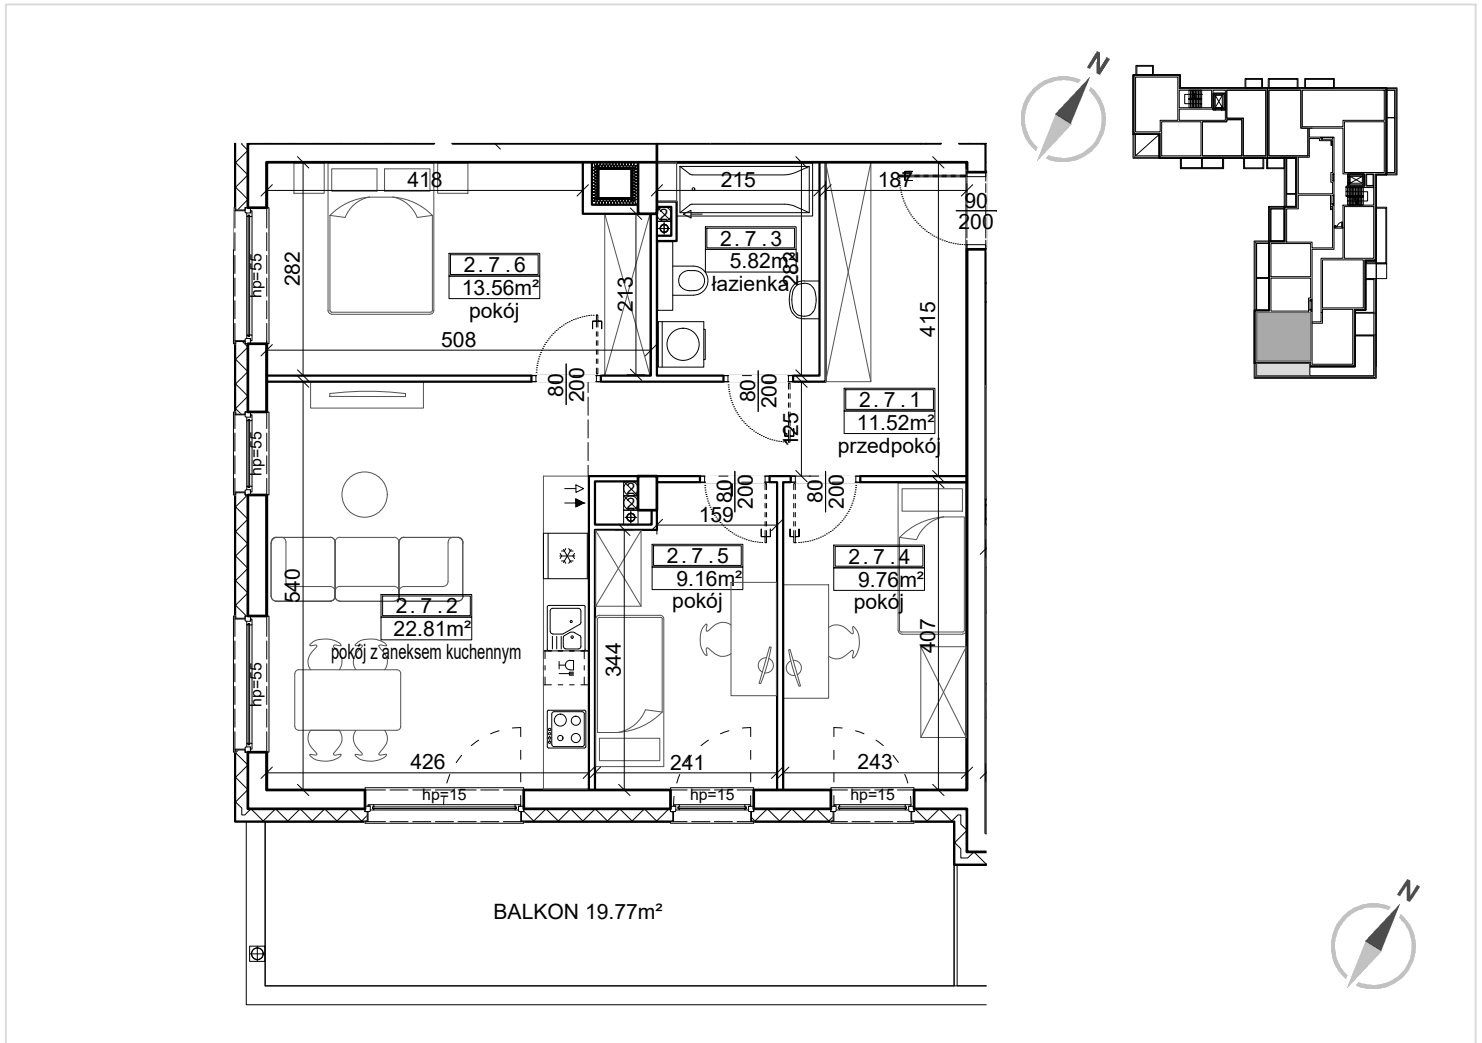 N
418
215
187
90
200
2.7.3
5.82m²
łazienka
282
2.7.6
13.56m²
pokój
282
213
hp=55
415
508
80
200
80
200
2.7.1
11.52m²
przedpokój
125
hp=55
80
200
80
200
159
2.7.5
9.16m²
pokój
2.7.4
9.76m²
pokój
540
2.7.2
22.81m²
pokój z aneksem kuchennym
344
407
hp=55
426
241
243
hp=15
hp=15
hp=15
BALKON 19.77m²
N